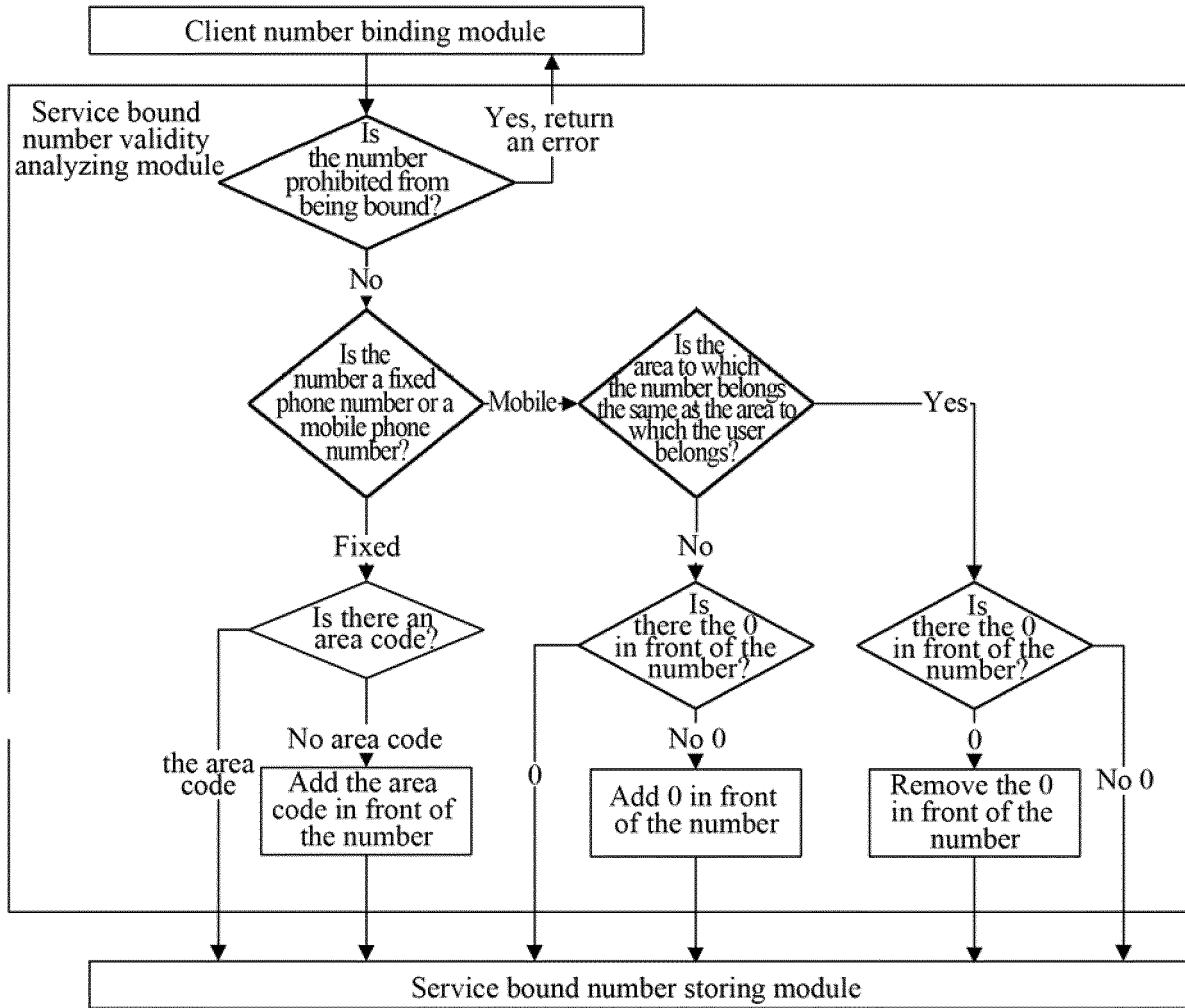 Client number binding module
Service bound
number validity
analyzing module
Yes, return
an error
Is
the number
prohibited from
being bound?
No
Is the
number a fixed
phone number or a
mobile phone
number?
Mobile
Is the
area to which
the number belongs
the same as the area to
which the user
belongs?
Yes
Fixed
No
Is there an
area code?
Is
there the 0
in front of the
number?
Is
there the 0
in front of the
number?
the area
code
No area code
0
No 0
0
No 0
Add the area
code in front of
the number
Add 0 in front
of the number
Remove the 0
in front of the
number
Service bound number storing module